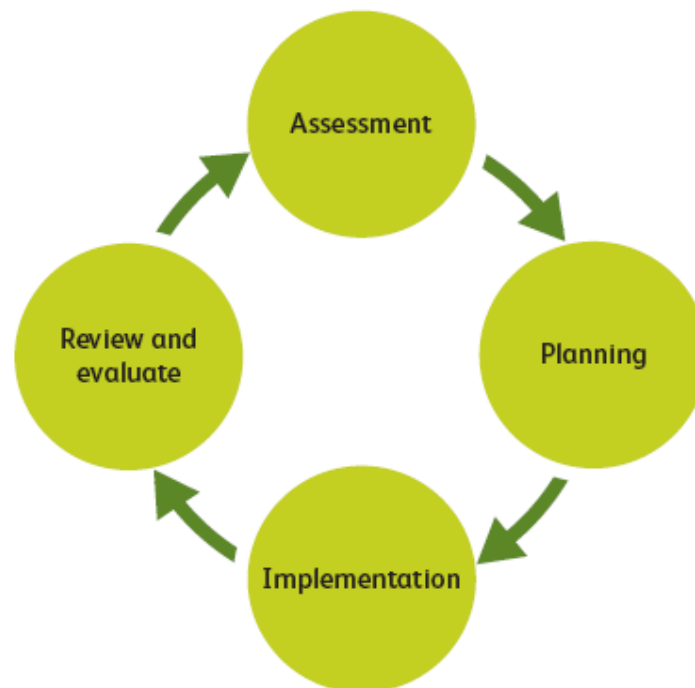 Assessment
Planning
Implementation
Review and
evaluate